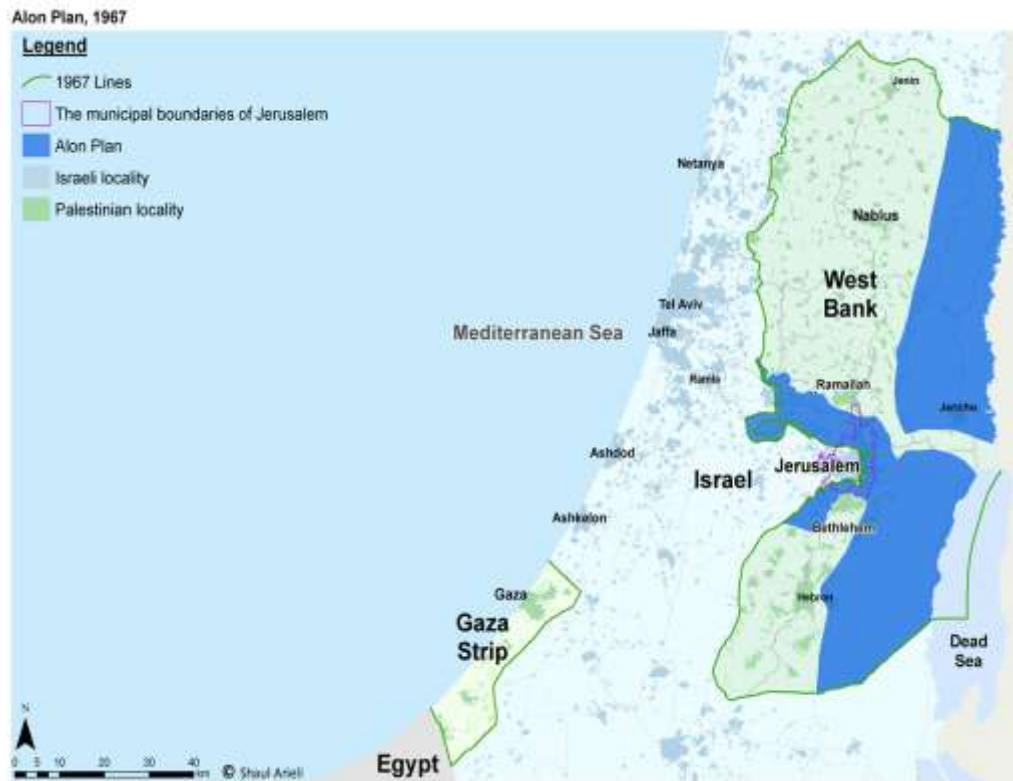 Alon Plan, 1967
Legend
1967 Lines
The municipal boundaries of Jerusalem
Alon Plan
Israeli locality
Palestinian locality
Jenin
Netanya
Nablus
West
Bank
Tel Aviv
Mediterranean Sea
Jaffa
Ramla
Ramallah
Jericho
Ashdod
Jerusalem
Israel
Ashkelon
Bethlehem
Gaza
Hebron
Gaza
Strip
Dead
Sea
N
0 5 10 20 30 40
km
© Shaul Arieli
Egypt